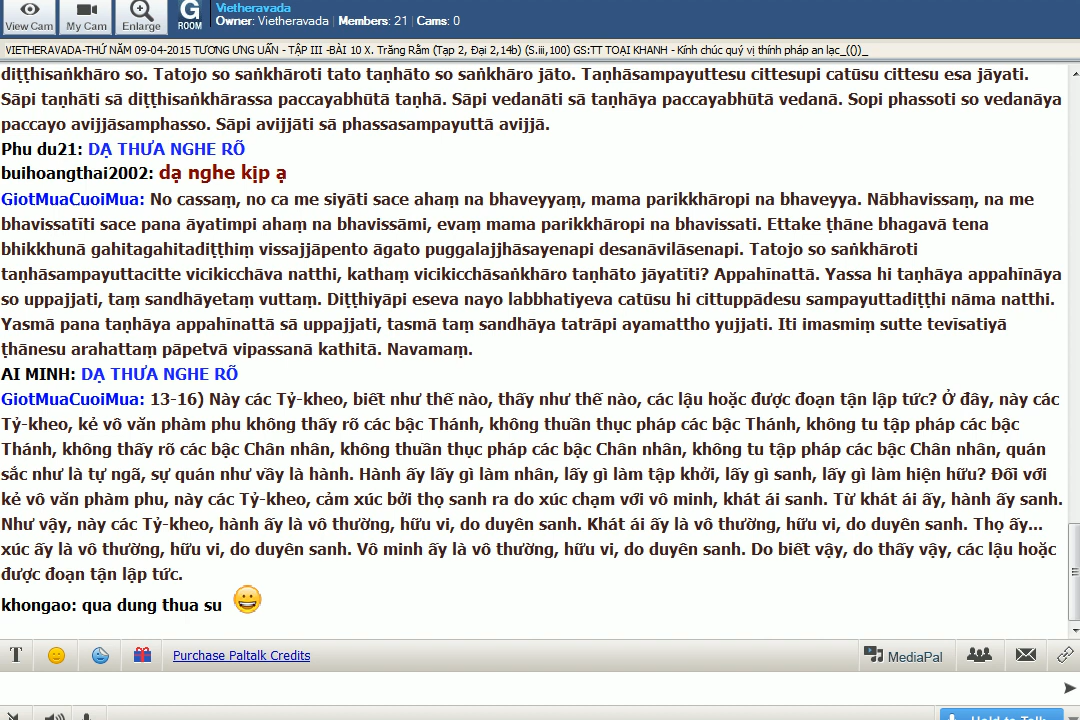 Vietheravada
Owner: Vietheravada | Members: 21 | Cams: 0
View Cam
My Cam
Enlarge
G ROOM
VIETHERAVADA-THỨ NĂM 09-04-2015 TƯƠNG ƯNG UẨN - TẬP III -BÀI 10 X. Trăng Rằm (Tạp 2, Đại 2,14b) (S.iii,100) GS:TT TOẠI KHANH - Kính chúc quý vị thính pháp an lạc_(())_
diṭṭhisaṅkhāro so. Tatojo so saṅkhāroti tato taṇhāto so saṅkhāro jāto. Taṇhāsampayuttesu cittesupi catūsu cittesu esa jāyati.
Sāpi taṇhāti sā diṭṭhisaṅkhārassa paccayabhūtā taṇhā. Sāpi vedanāti sā taṇhāya paccayabhūtā vedanā. Sopi phassoti so vedanāya
paccayo avijjāsamphasso. Sāpi avijjāti sā phassasampayuttā avijjā.
Phu du21: DẠ THƯA NGHE RÕ
buihoangthai2002: dạ nghe kịp ạ
GiotMuaCuoiMua: No cassaṃ, no ca me siyāti sace ahaṃ na bhaveyyaṃ, mama parikkhāropi na bhaveyya. Nābhavissaṃ, na me
bhavissatīti sace pana āyatimpi ahaṃ na bhavissāmi, evaṃ mama parikkhāropi na bhavissati. Ettake ṭhāne bhagavā tena
bhikkhunā gahitagahitadiṭṭhiṃ vissajjāpento āgato puggalajjhāsayenapi desanāvilāsenapi. Tatojo so saṅkhāroti
taṇhāsampayuttacitte vicikicchāva natthi, kathaṃ vicikicchāsaṅkhāro taṇhāto jāyatīti? Appahīnattā. Yassa hi taṇhāya appahīnāya
so uppajjati, taṃ sandhāyetaṃ vuttaṃ. Diṭṭhiyāpi eseva nayo labbhatiyeva catūsu hi cittuppādesu sampayuttadiṭṭhi nāma natthi.
Yasmā pana taṇhāya appahīnattā sā uppajjati, tasmā taṃ sandhāya tatrāpi ayamattho yujjati. Iti imasmiṃ sutte tevīsatiyā
ṭhānesu arahattaṃ pāpetvā vipassanā kathitā. Navamaṃ.
AI MINH: DẠ THƯA NGHE RÕ
GiotMuaCuoiMua: 13-16) Này các Tỷ-kheo, biết như thế nào, thấy như thế nào, các lậu hoặc được đoạn tận lập tức? Ở đây, này các
Tỷ-kheo, kẻ vô văn phàm phu không thấy rõ các bậc Thánh, không thuần thục pháp các bậc Thánh, không tu tập pháp các bậc
Thánh, không thấy rõ các bậc Chân nhân, không thuần thục pháp các bậc Chân nhân, không tu tập pháp các bậc Chân nhân, quán
sắc như là tự ngã, sự quán như vầy là hành. Hành ấy lấy gì làm nhân, lấy gì làm tập khởi, lấy gì sanh, lấy gì làm hiện hữu? Đối với
kẻ vô văn phàm phu, này các Tỷ-kheo, cảm xúc bởi thọ sanh ra do xúc chạm với vô minh, khát ái sanh. Từ khát ái ấy, hành ấy sanh.
Như vậy, này các Tỷ-kheo, hành ấy là vô thường, hữu vi, do duyên sanh. Khát ái ấy là vô thường, hữu vi, do duyên sanh. Thọ ấy...
xúc ấy là vô thường, hữu vi, do duyên sanh. Vô minh ấy là vô thường, hữu vi, do duyên sanh. Do biết vậy, do thấy vậy, các lậu hoặc
được đoạn tận lập tức.
khongao: qua dung thua su
T
Purchase Paltalk Credits
MediaPal
Hold to Talk